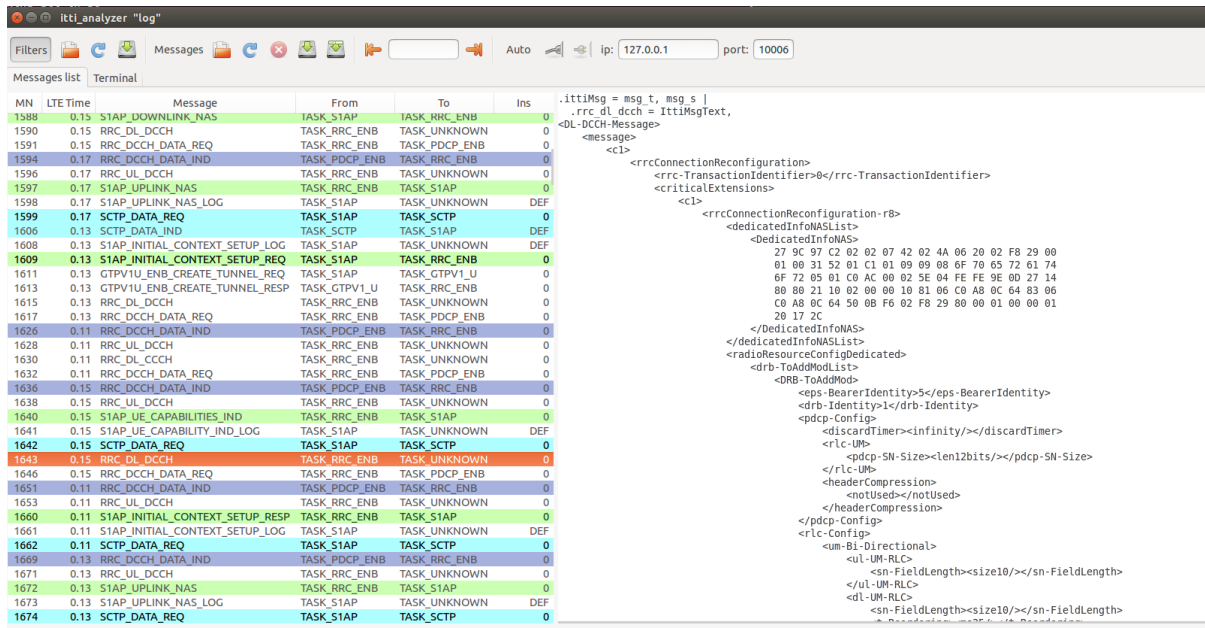 itti_analyzer "log"
Filters Messages Auto ip: 127.0.0.1 port: 10006
Messages list Terminal
MN LTE Time Message From To Ins
1588 0.15 S1AP_DOWNLINK_NAS TASK_S1AP TASK_RRC_ENB 0
1590 0.15 RRC_DL_DCCH TASK_RRC_ENB TASK_UNKNOWN 0
1591 0.15 RRC_DCCH_DATA_REQ TASK_RRC_ENB TASK_PDCP_ENB 0
1594 0.17 RRC_DCCH_DATA_IND TASK_PDCP_ENB TASK_RRC_ENB 0
1596 0.17 RRC_UL_DCCH TASK_RRC_ENB TASK_UNKNOWN 0
1597 0.17 S1AP_UPLINK_NAS TASK_RRC_ENB TASK_S1AP 0
1598 0.17 S1AP_UPLINK_NAS_LOG TASK_S1AP TASK_UNKNOWN DEF
1599 0.17 SCTP_DATA_REQ TASK_S1AP TASK_SCTP 0
1606 0.13 SCTP_DATA_IND TASK_SCTP TASK_S1AP DEF
1608 0.13 S1AP_INITIAL_CONTEXT_SETUP_LOG TASK_S1AP TASK_UNKNOWN DEF
1609 0.13 S1AP_INITIAL_CONTEXT_SETUP_REQ TASK_S1AP TASK_RRC_ENB 0
1611 0.13 GTPV1U_ENB_CREATE_TUNNEL_REQ TASK_S1AP TASK_GTPV1_U 0
1613 0.13 GTPV1U_ENB_CREATE_TUNNEL_RESP TASK_GTPV1_U TASK_RRC_ENB 0
1615 0.13 RRC_DL_DCCH TASK_RRC_ENB TASK_UNKNOWN 0
1617 0.13 RRC_DCCH_DATA_REQ TASK_RRC_ENB TASK_PDCP_ENB 0
1626 0.11 RRC_DCCH_DATA_IND TASK_PDCP_ENB TASK_RRC_ENB 0
1628 0.11 RRC_UL_DCCH TASK_RRC_ENB TASK_UNKNOWN 0
1630 0.11 RRC_DL_CCCH TASK_RRC_ENB TASK_UNKNOWN 0
1632 0.11 RRC_DCCH_DATA_REQ TASK_RRC_ENB TASK_PDCP_ENB 0
1636 0.15 RRC_DCCH_DATA_IND TASK_PDCP_ENB TASK_RRC_ENB 0
1638 0.15 RRC_UL_DCCH TASK_RRC_ENB TASK_UNKNOWN 0
1640 0.15 S1AP_UE_CAPABILITIES_IND TASK_RRC_ENB TASK_S1AP 0
1641 0.15 S1AP_UE_CAPABILITY_IND_LOG TASK_S1AP TASK_UNKNOWN DEF
1642 0.15 SCTP_DATA_REQ TASK_S1AP TASK_SCTP 0
1643 0.15 RRC_DL_DCCH TASK_RRC_ENB TASK_UNKNOWN 0
1646 0.15 RRC_DCCH_DATA_REQ TASK_RRC_ENB TASK_PDCP_ENB 0
1651 0.11 RRC_DCCH_DATA_IND TASK_PDCP_ENB TASK_RRC_ENB 0
1653 0.11 RRC_UL_DCCH TASK_RRC_ENB TASK_UNKNOWN 0
1660 0.11 S1AP_INITIAL_CONTEXT_SETUP_RESP TASK_RRC_ENB TASK_S1AP 0
1661 0.11 S1AP_INITIAL_CONTEXT_SETUP_LOG TASK_S1AP TASK_UNKNOWN DEF
1662 0.11 SCTP_DATA_REQ TASK_S1AP TASK_SCTP 0
1669 0.13 RRC_DCCH_DATA_IND TASK_PDCP_ENB TASK_RRC_ENB 0
1671 0.13 RRC_UL_DCCH TASK_RRC_ENB TASK_UNKNOWN 0
1672 0.13 S1AP_UPLINK_NAS TASK_RRC_ENB TASK_S1AP 0
1673 0.13 S1AP_UPLINK_NAS_LOG TASK_S1AP TASK_UNKNOWN DEF
1674 0.13 SCTP_DATA_REQ TASK_S1AP TASK_SCTP 0
.ittiMsg = msg_t, msg_s |
.rrc_dl_dcch = IttiMsgText,
<DL-DCCH-Message>
<message>
<c1>
<rrcConnectionReconfiguration>
<rrc-TransactionIdentifier>0</rrc-TransactionIdentifier>
<criticalExtensions>
<c1>
<rrcConnectionReconfiguration-r8>
<dedicatedInfoNASList>
<DedicatedInfoNAS>
27 9C 97 C2 02 02 07 42 02 4A 06 20 02 F8 29 00
01 00 31 52 01 C1 01 09 09 08 6F 70 65 72 61 74
6F 72 05 01 C0 AC 00 02 5E 04 FE FE 9E 0D 27 14
80 80 21 10 02 00 00 10 81 06 C0 A8 0C 64 83 06
C0 A8 0C 64 50 0B F6 02 F8 29 80 00 01 00 00 01
20 17 2C
</DedicatedInfoNAS>
</dedicatedInfoNASList>
<radioResourceConfigDedicated>
<drb-ToAddModList>
<DRB-ToAddMod>
<eps-BearerIdentity>5</eps-BearerIdentity>
<drb-Identity>1</drb-Identity>
<pdcp-Config>
<discardTimer><infinity/></discardTimer>
<rlc-UM>
<pdcp-SN-Size><len12bits/></pdcp-SN-Size>
</rlc-UM>
<headerCompression>
<notUsed></notUsed>
</headerCompression>
</pdcp-Config>
<rlc-Config>
<um-Bi-Directional>
<ul-UM-RLC>
<sn-FieldLength><size10/></sn-FieldLength>
</ul-UM-RLC>
<dl-UM-RLC>
<sn-FieldLength><size10/></sn-FieldLength>